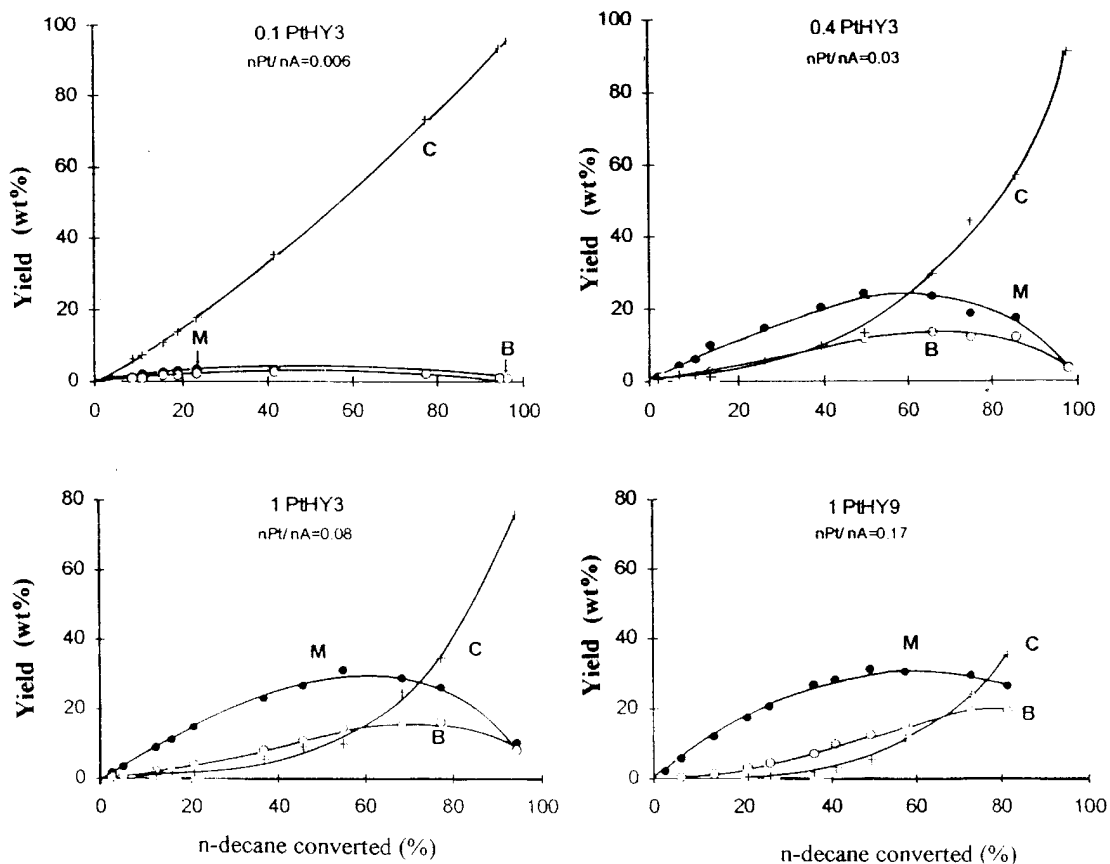 0.1 PtHY3
nPt/nA=0.006
Yield (wt%)
100
80
60
40
20
0
C
M
B
0 20 40 60 80 100
0.4 PtHY3
nPt/nA=0.03
Yield (wt%)
100
80
60
40
20
0
C
M
B
0 20 40 60 80 100
1 PtHY3
nPt/nA=0.08
Yield (wt%)
80
60
40
20
0
M
C
B
0 20 40 60 80 100
n-decane converted (%)
1 PtHY9
nPt/nA=0.17
Yield (wt%)
80
60
40
20
0
M
C
B
0 20 40 60 80 100
n-decane converted (%)